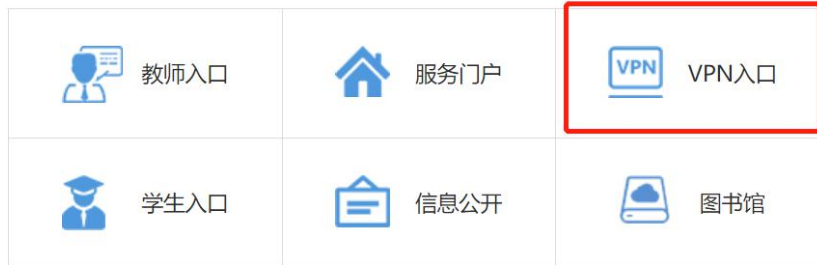 教师入口
服务门户
VPN VPN入口
学生入口
信息公开
图书馆